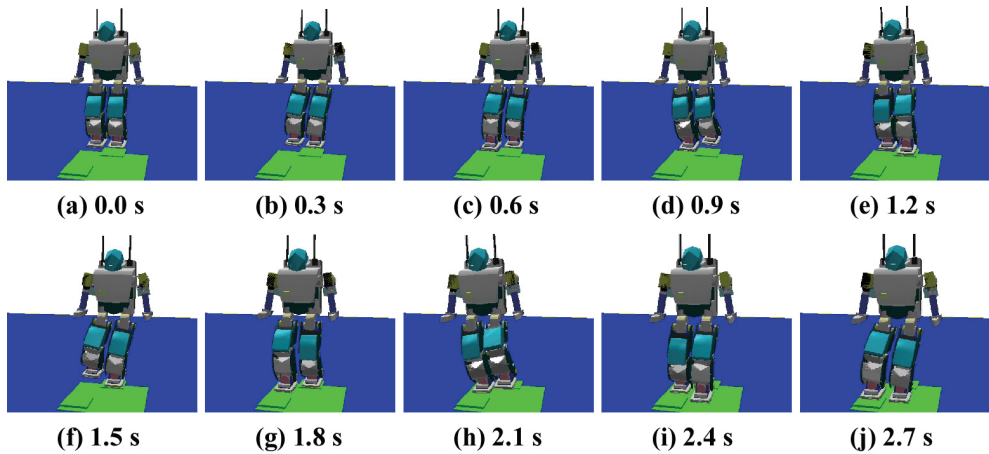 (a) 0.0 s (b) 0.3 s (c) 0.6 s (d) 0.9 s (e) 1.2 s
(f) 1.5 s (g) 1.8 s (h) 2.1 s (i) 2.4 s (j) 2.7 s